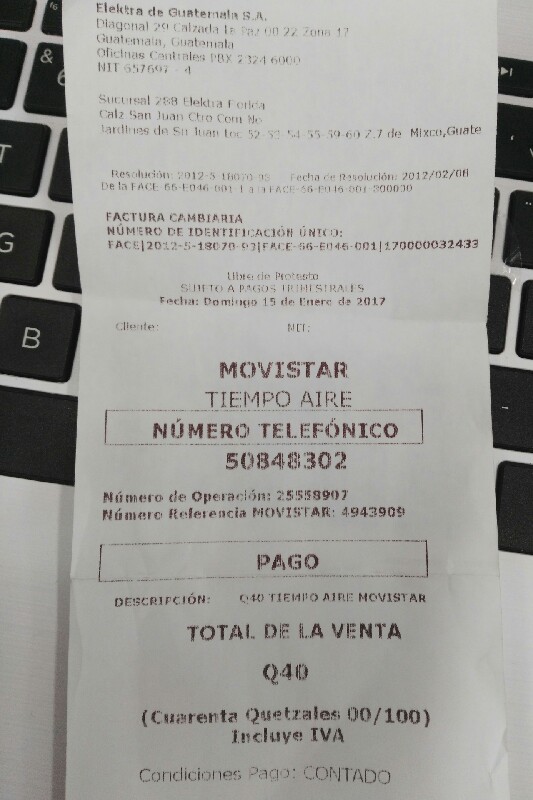 Elektra de Guatemala S.A.
Diagonal 29 Calzada la Paz 00 22 Zona 17
Guatemala, Guatemala
Oficinas Centrales PBX 2324 6000
NIT 657697 - 4
Sucursal 288 Elektra Florida
Calz San Juan Ctro Com No
Jardines de Sn Juan Loc 52-53-54-55-59-60 Z.7 de Mixco,Guate
Resolución: 2012-5-18070-93 Fecha de Resolución: 2012/02/08
De la FACE-66-E046-001 1 a la FACE-66-E046-001-
FACTURA CAMBIARIA
NÚMERO DE IDENTIFICACIÓN ÚNICO:
FACE|2012-5-18070-93|FACE-66-E046-001|170000032433
Libre de Protesto
SUJETO A PAGOS TRIMESTRALES
Fecha: Domingo 15 de Enero de 2017
Cliente: NIT:
MOVISTAR
TIEMPO AIRE
NÚMERO TELEFÓNICO
50848302
Número de Operación: 25558907
Número Referencia MOVISTAR: 4943909
PAGO
DESCRIPCIÓN: Q40 TIEMPO AIRE MOVISTAR
TOTAL DE LA VENTA
Q40
(Cuarenta Quetzales 00/100)
Incluye IVA
Condiciones Pago: CONTADO
&
6
T
G
B